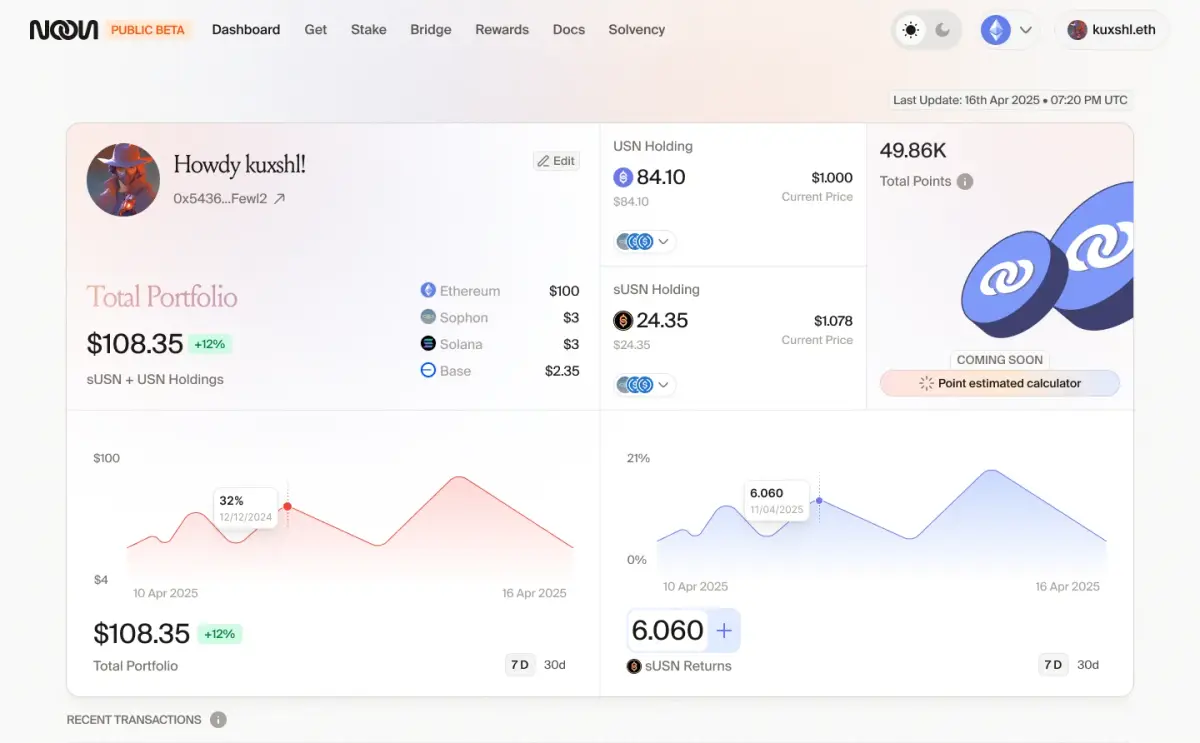 NOON PUBLIC BETA Dashboard Get Stake Bridge Rewards Docs Solvency kuxshl.eth
Last Update: 16th Apr 2025 • 07:20 PM UTC
Howdy kuxshl!
0x5436...Fewl2
Edit
Total Portfolio
$108.35 +12%
sUSN + USN Holdings
Ethereum $100
Sophon $3
Solana $3
Base $2.35
USN Holding
84.10
$84.10
$1.000
Current Price
sUSN Holding
24.35
$24.35
$1.078
Current Price
49.86K
Total Points
COMING SOON
Point estimated calculator
$100
32%
12/12/2024
$4
10 Apr 2025 16 Apr 2025
$108.35 +12%
Total Portfolio
7 D 30d
21%
6.060
11/04/2025
0%
10 Apr 2025 16 Apr 2025
6.060 +
sUSN Returns
7 D 30d
RECENT TRANSACTIONS